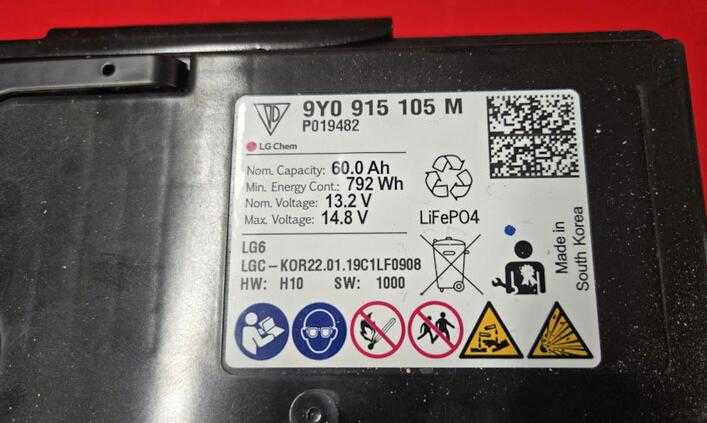 9Y0 915 105 M
P019482
LG Chem
Nom. Capacity: 60.0 Ah
Min. Energy Cont.: 792 Wh
Nom. Voltage: 13.2 V
Max. Voltage: 14.8 V
LiFePO4
LG6
LGC-KOR22.01.19C1LF0908
HW: H10 SW: 1000
Made in
South Korea